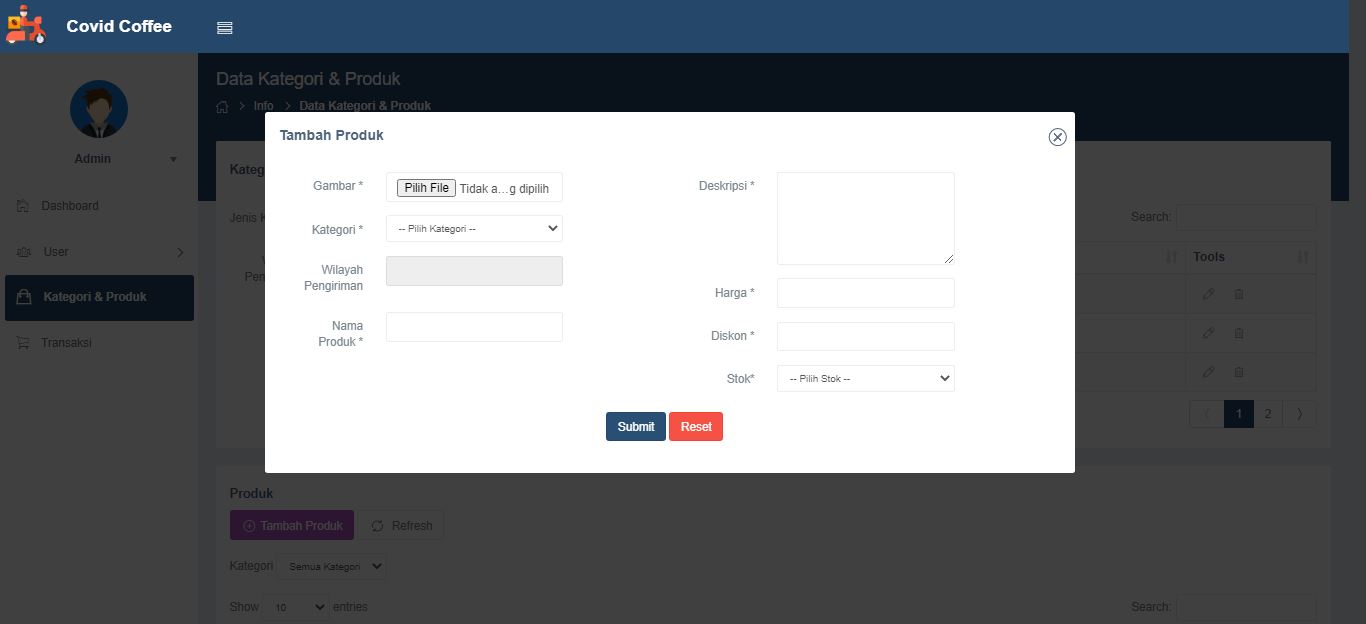 Covid Coffee
Data Kategori & Produk
Info
Data Kategori & Produk
Admin
Dashboard
User
Kategori & Produk
Transaksi
Kateg
Jenis K
Pen
Search:
Tools
1
2
Tambah Produk
Gambar *
Pilih File Tidak a...g dipilih
Kategori *
-- Pilih Kategori --
Wilayah
Pengiriman
Nama
Produk *
Deskripsi *
Harga *
Diskon *
Stok*
-- Pilih Stok --
Submit
Reset
Produk
Tambah Produk
Refresh
Kategori
Semua Kategori
Show 10 entries
Search: